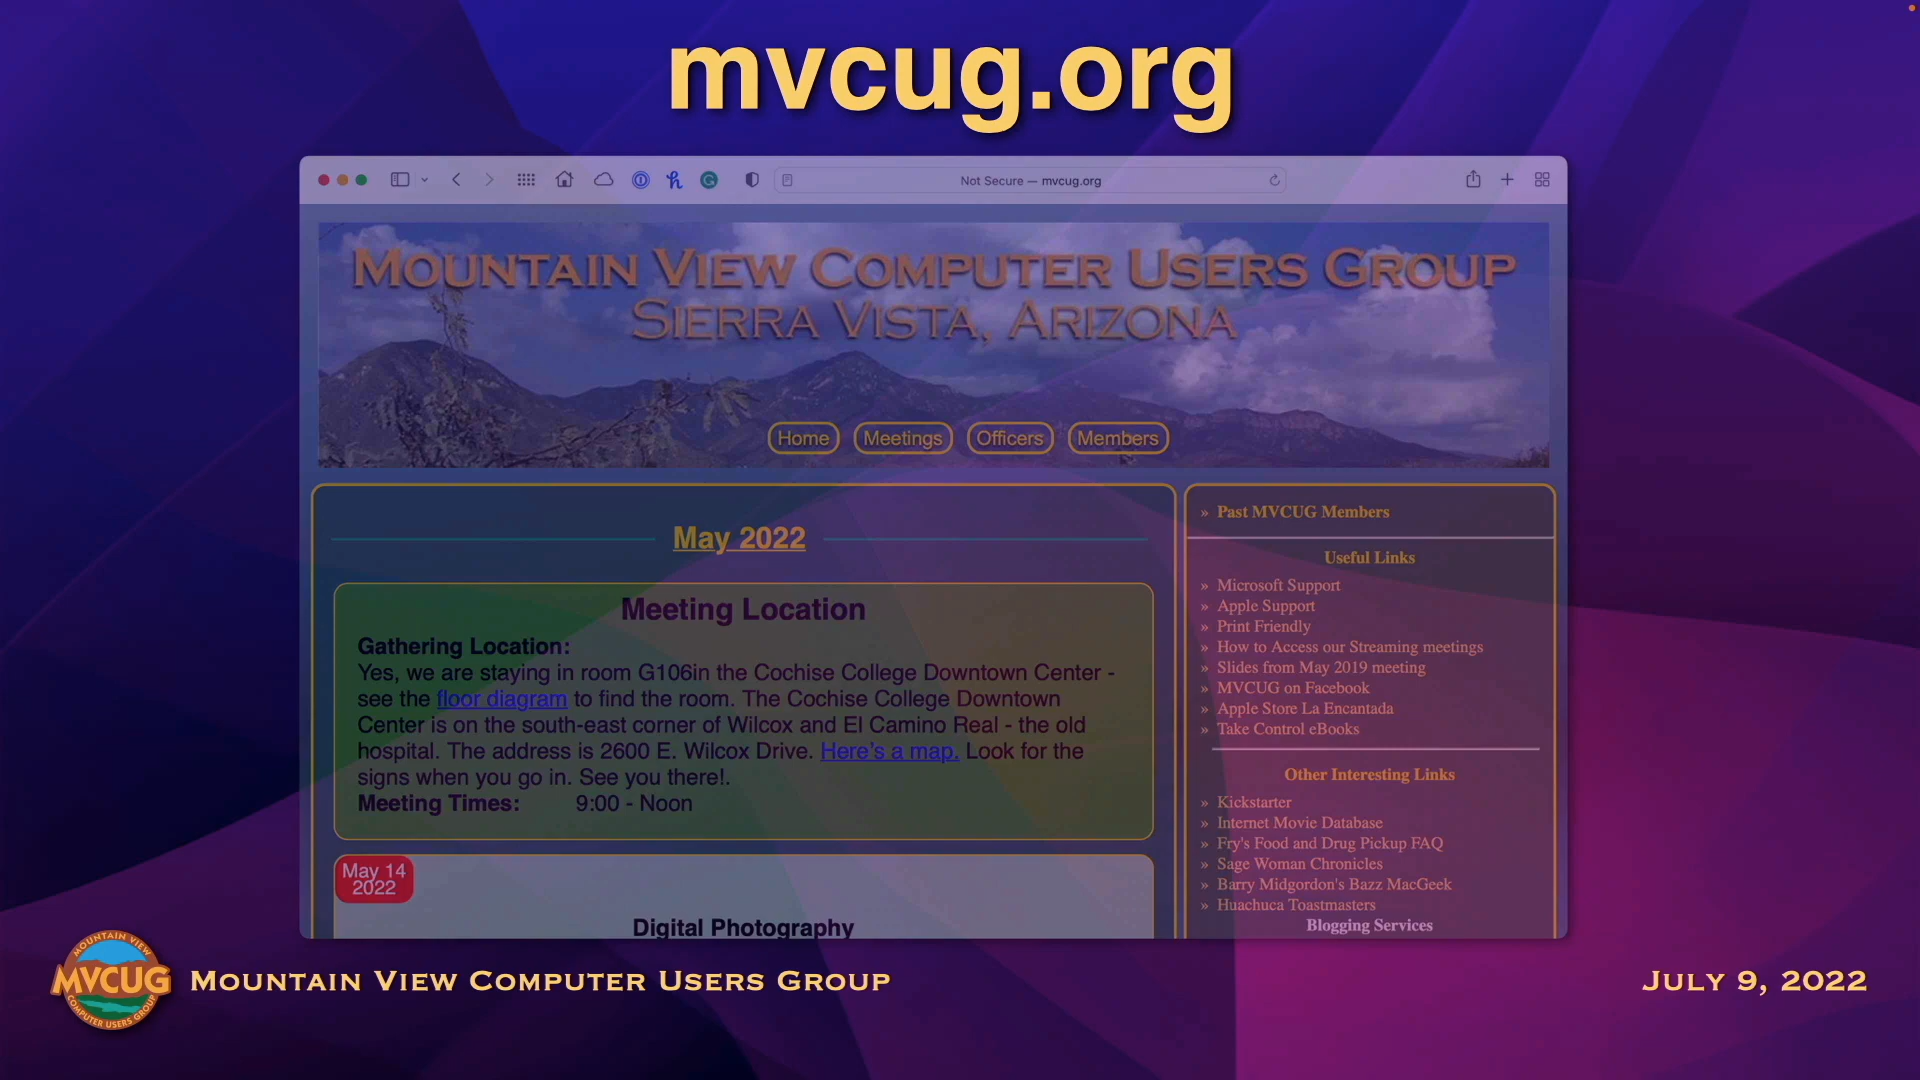 mvcug.org
Not Secure — mvcug.org
Mountain View Computer Users Group
Sierra Vista, Arizona
Home Meetings Officers Members
May 2022
Meeting Location
Gathering Location:
Yes, we are staying in room G106in the Cochise College Downtown Center -
see the floor diagram to find the room. The Cochise College Downtown
Center is on the south-east corner of Wilcox and El Camino Real - the old
hospital. The address is 2600 E. Wilcox Drive. Here's a map. Look for the
signs when you go in. See you there!.
Meeting Times: 9:00 - Noon
May 14
2022
Digital Photography
» Past MVCUG Members
Useful Links
» Microsoft Support
» Apple Support
» Print Friendly
» How to Access our Streaming meetings
» Slides from May 2019 meeting
» MVCUG on Facebook
» Apple Store La Encantada
» Take Control eBooks
Other Interesting Links
» Kickstarter
» Internet Movie Database
» Fry's Food and Drug Pickup FAQ
» Sage Woman Chronicles
» Barry Midgordon's Bazz MacGeek
» Huachuca Toastmasters
Blogging Services
MOUNTAIN VIEW
MVCUG
COMPUTER USERS GROUP
Mountain View Computer Users Group
July 9, 2022